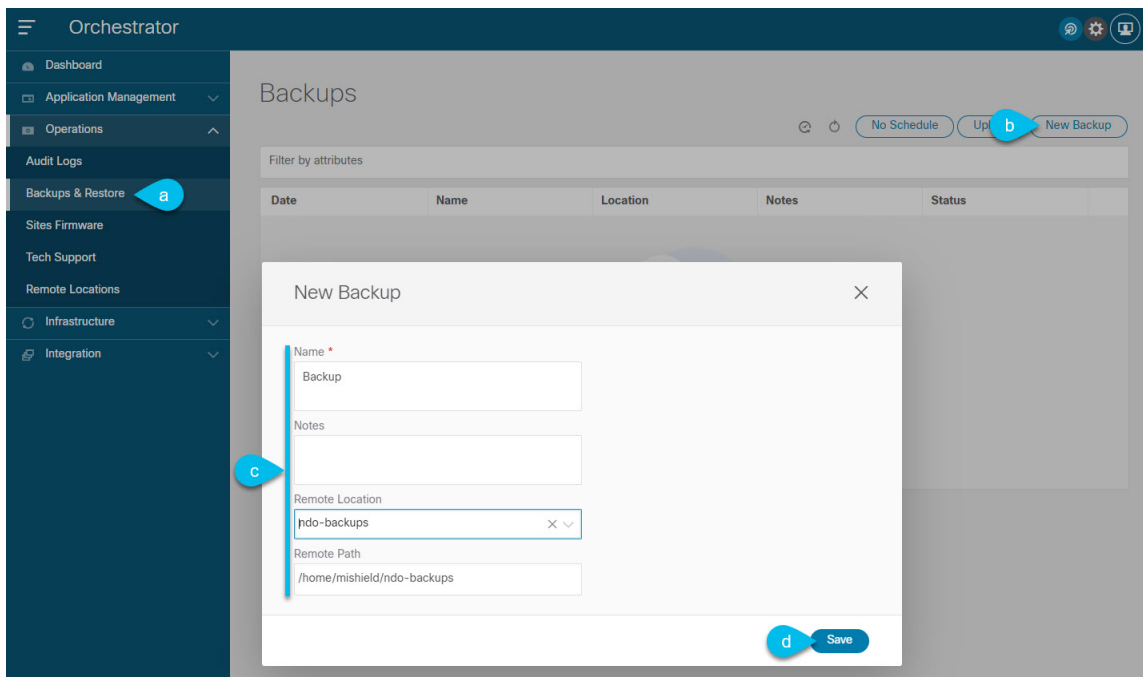 Orchestrator
Dashboard
Application Management
Operations
Audit Logs
Backups & Restore
a
Sites Firmware
Tech Support
Remote Locations
Infrastructure
Integration
Backups
No Schedule
b
New Backup
Filter by attributes
Date Name Location Notes Status
New Backup
Name *
Backup
Notes
c
Remote Location
ndo-backups
Remote Path
/home/mishield/ndo-backups
d
Save